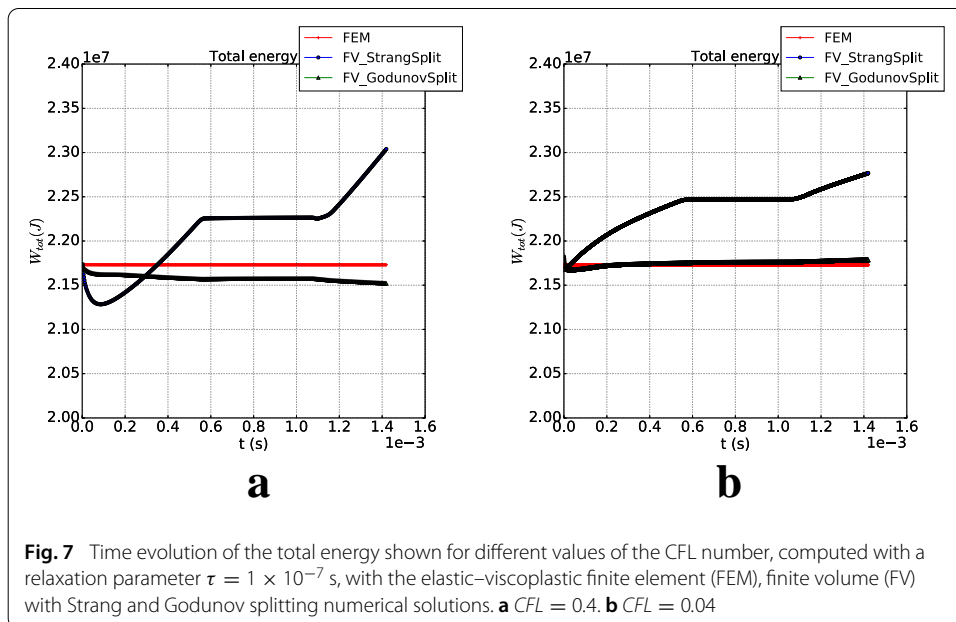 FEM
FV_StrangSplit
FV_GodunovSplit
1e7
Total energy
2.40
2.35
2.30
2.25
2.20
2.15
2.10
2.05
2.00
W_tot(J)
0.0 0.2 0.4 0.6 0.8 1.0 1.2 1.4 1.6
t (s)
1e−3
a
FEM
FV_StrangSplit
FV_GodunovSplit
1e7
Total energy
2.40
2.35
2.30
2.25
2.20
2.15
2.10
2.05
2.00
W_tot(J)
0.0 0.2 0.4 0.6 0.8 1.0 1.2 1.4 1.6
t (s)
1e−3
b
Fig. 7 Time evolution of the total energy shown for different values of the CFL number, computed with a
relaxation parameter τ = 1 × 10⁻⁷ s, with the elastic–viscoplastic finite element (FEM), finite volume (FV)
with Strang and Godunov splitting numerical solutions. a CFL = 0.4. b CFL = 0.04